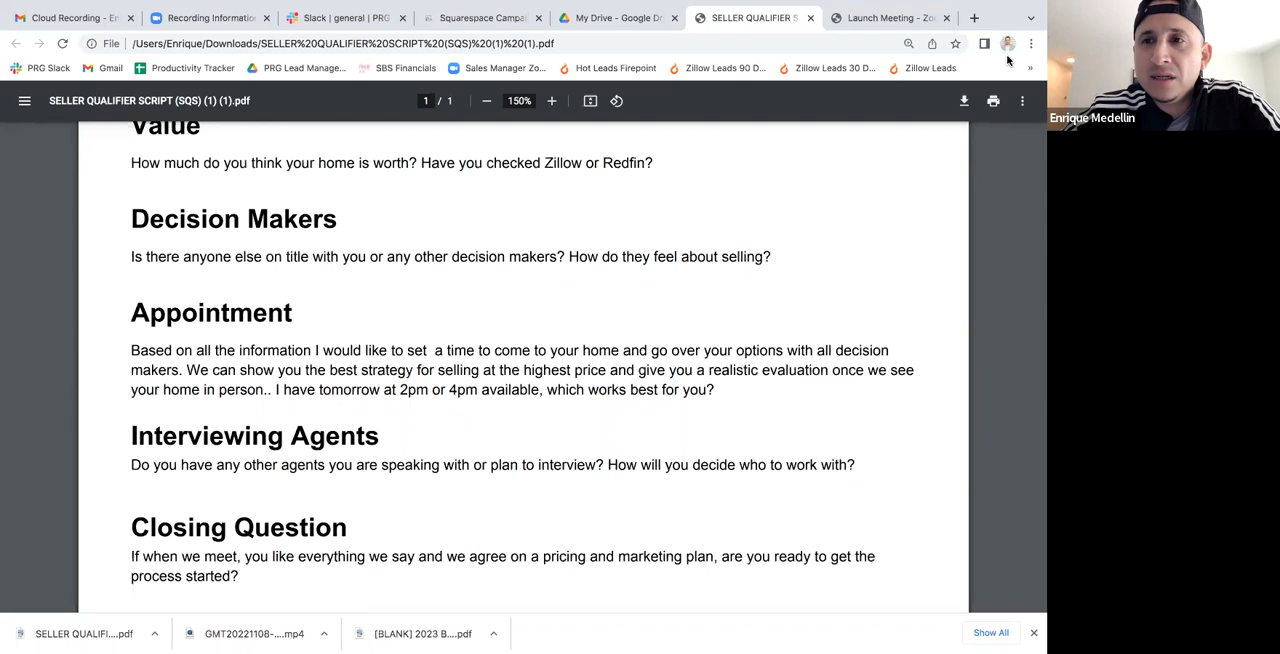 Cloud Recording - En
Recording Informatio
Slack | general | PRG
Squarespace Campai
My Drive - Google Dr
SELLER QUALIFIER S
Launch Meeting - Zoo
File
/Users/Enrique/Downloads/SELLER%20QUALIFIER%20SCRIPT%20(SQS)%20(1)%20(1).pdf
PRG Slack
Gmail
Productivity Tracker
PRG Lead Manage...
SBS Financials
Sales Manager Zo...
Hot Leads Firepoint
Zillow Leads 90 D...
Zillow Leads 30 D...
Zillow Leads
»
SELLER QUALIFIER SCRIPT (SQS) (1) (1).pdf
1 / 1
150%
Value
How much do you think your home is worth? Have you checked Zillow or Redfin?
Decision Makers
Is there anyone else on title with you or any other decision makers? How do they feel about selling?
Appointment
Based on all the information I would like to set  a time to come to your home and go over your options with all decision
makers. We can show you the best strategy for selling at the highest price and give you a realistic evaluation once we see
your home in person.. I have tomorrow at 2pm or 4pm available, which works best for you?
Interviewing Agents
Do you have any other agents you are speaking with or plan to interview? How will you decide who to work with?
Closing Question
If when we meet, you like everything we say and we agree on a pricing and marketing plan, are you ready to get the
process started?
SELLER QUALIFI....pdf
GMT20221108-....mp4
[BLANK] 2023 B....pdf
Show All
Enrique Medellin